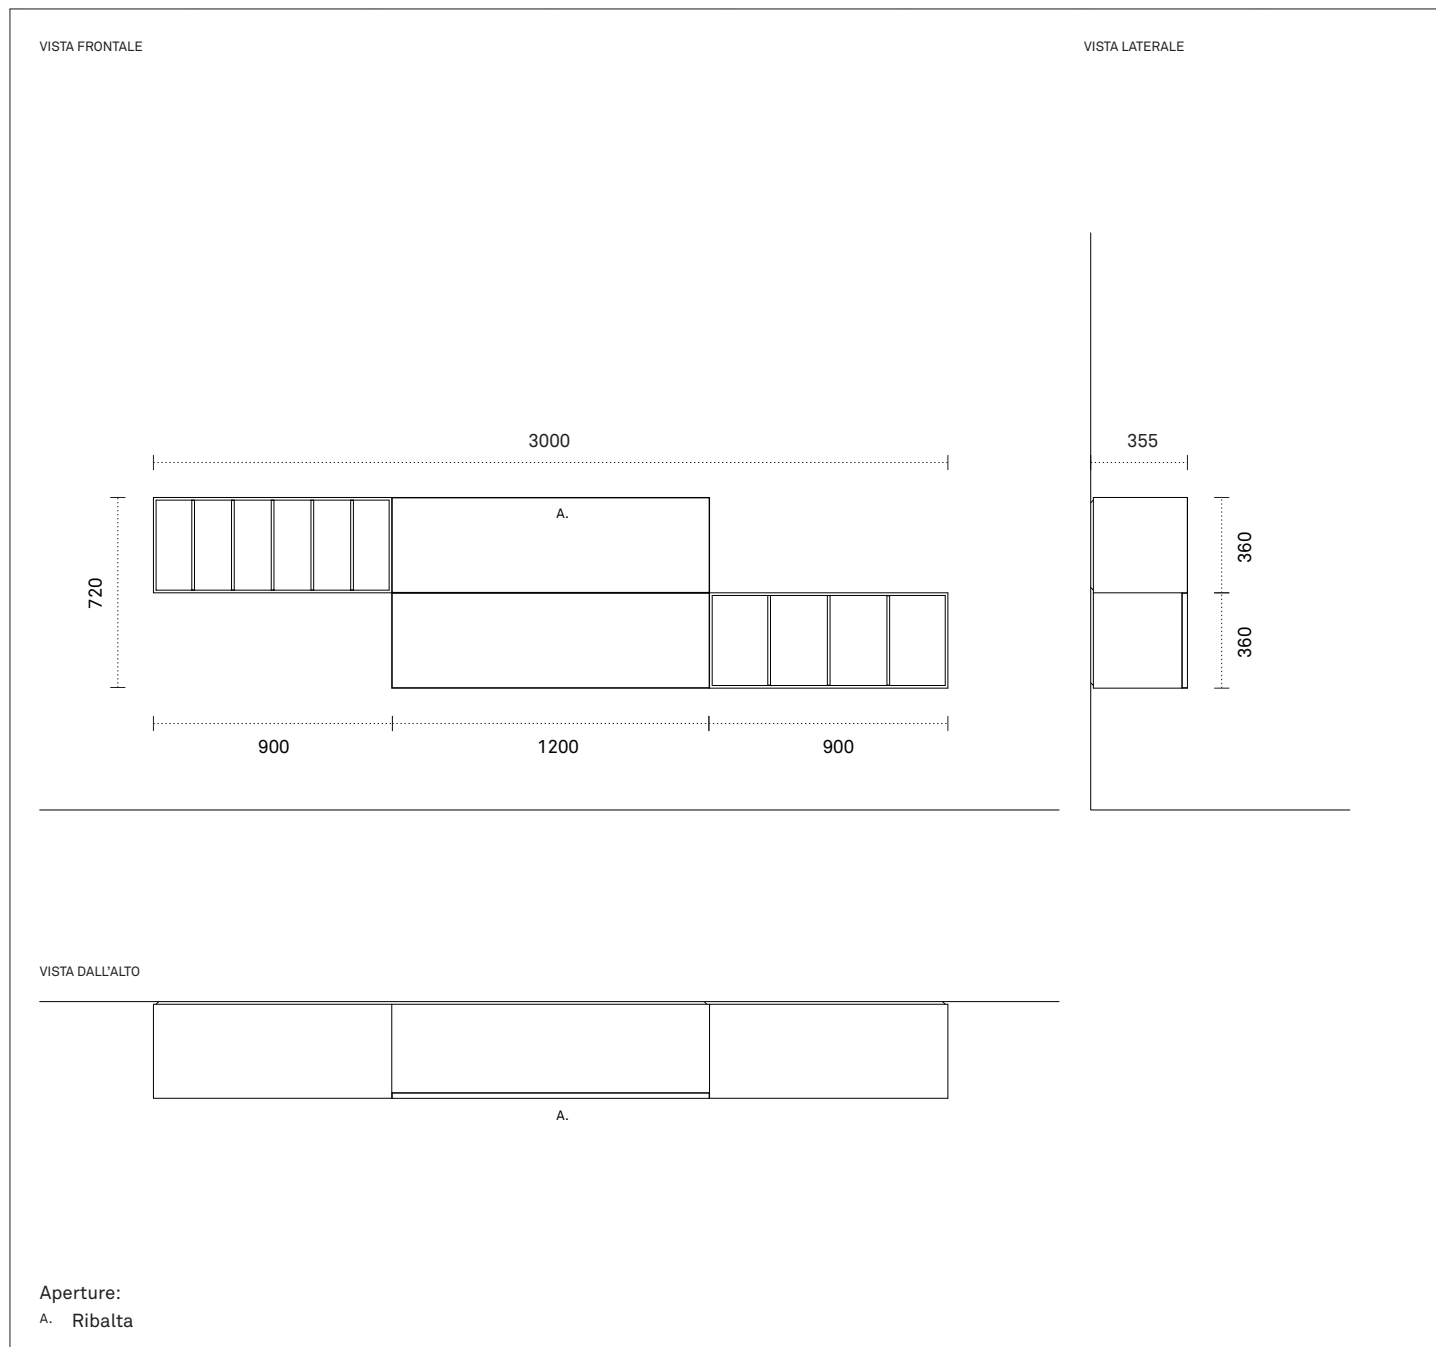 VISTA FRONTALE
VISTA LATERALE
3000
355
A.
720
360
360
900
1200
900
VISTA DALL'ALTO
A.
Aperture:
A. Ribalta